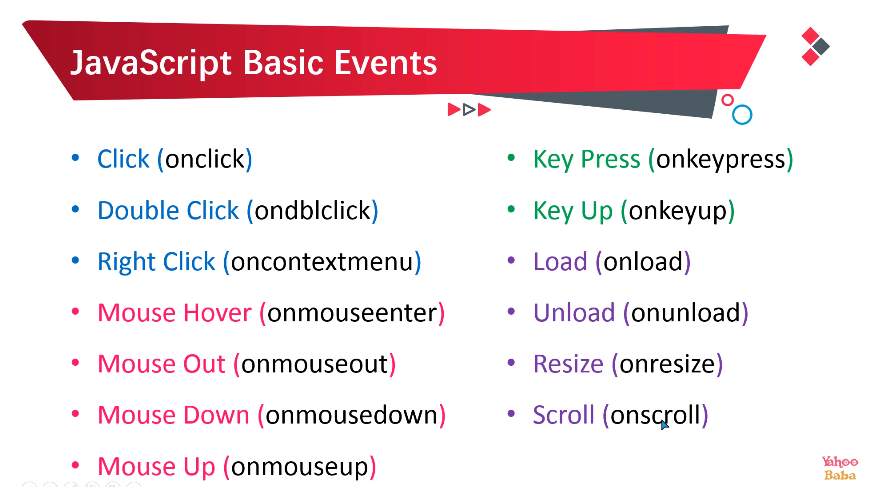 JavaScript Basic Events
• Click (onclick)
• Double Click (ondblclick)
• Right Click (oncontextmenu)
• Mouse Hover (onmouseenter)
• Mouse Out (onmouseout)
• Mouse Down (onmousedown)
• Mouse Up (onmouseup)
• Key Press (onkeypress)
• Key Up (onkeyup)
• Load (onload)
• Unload (onunload)
• Resize (onresize)
• Scroll (onscroll)
Yahoo
Baba